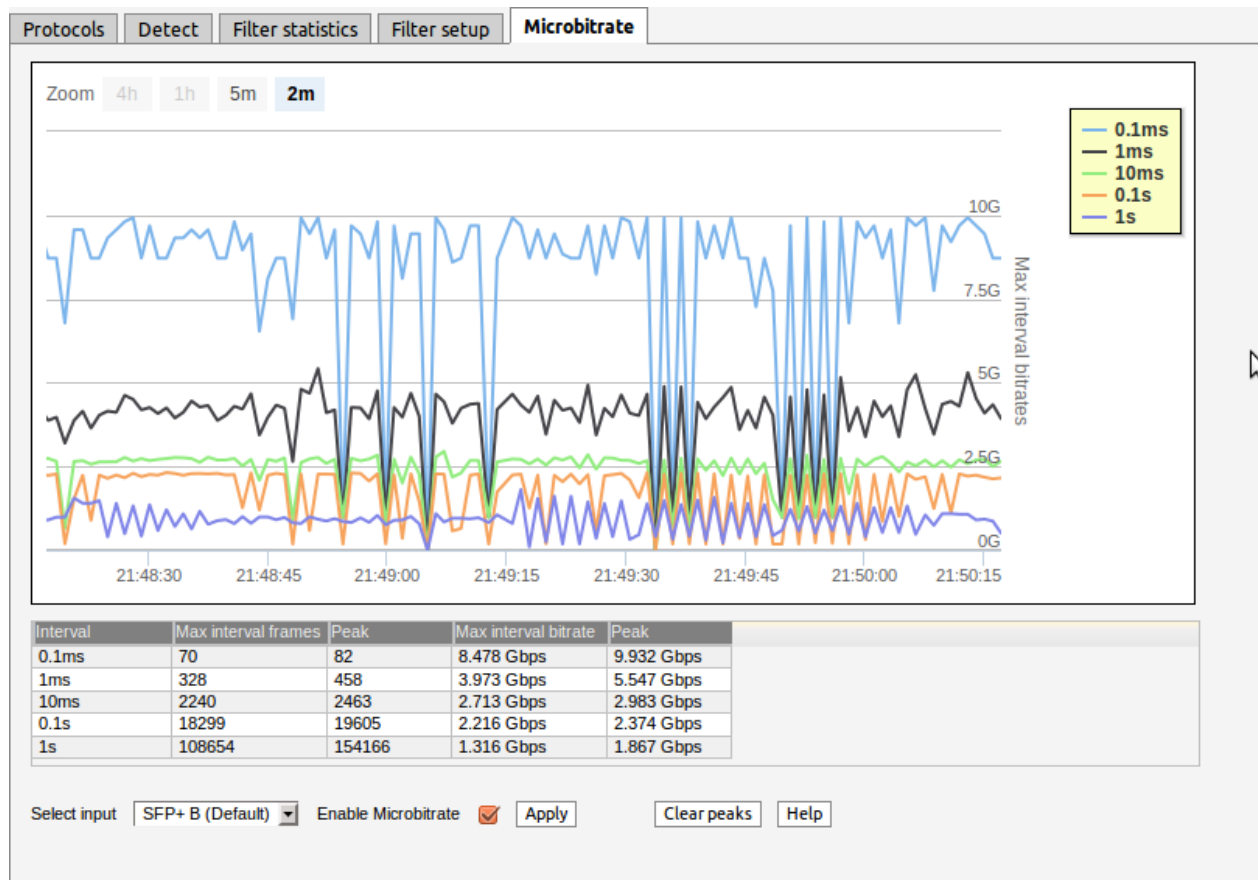 Protocols Detect Filter statistics Filter setup Microbitrate
Zoom 4h 1h 5m 2m
0.1ms
1ms
10ms
0.1s
1s
10G
7.5G
5G
2.5G
0G
Max interval bitrates
21:48:30 21:48:45 21:49:00 21:49:15 21:49:30 21:49:45 21:50:00 21:50:15
Interval Max interval frames Peak Max interval bitrate Peak
0.1ms 70 82 8.478 Gbps 9.932 Gbps
1ms 328 458 3.973 Gbps 5.547 Gbps
10ms 2240 2463 2.713 Gbps 2.983 Gbps
0.1s 18299 19605 2.216 Gbps 2.374 Gbps
1s 108654 154166 1.316 Gbps 1.867 Gbps
Select input SFP+ B (Default) Enable Microbitrate Apply Clear peaks Help